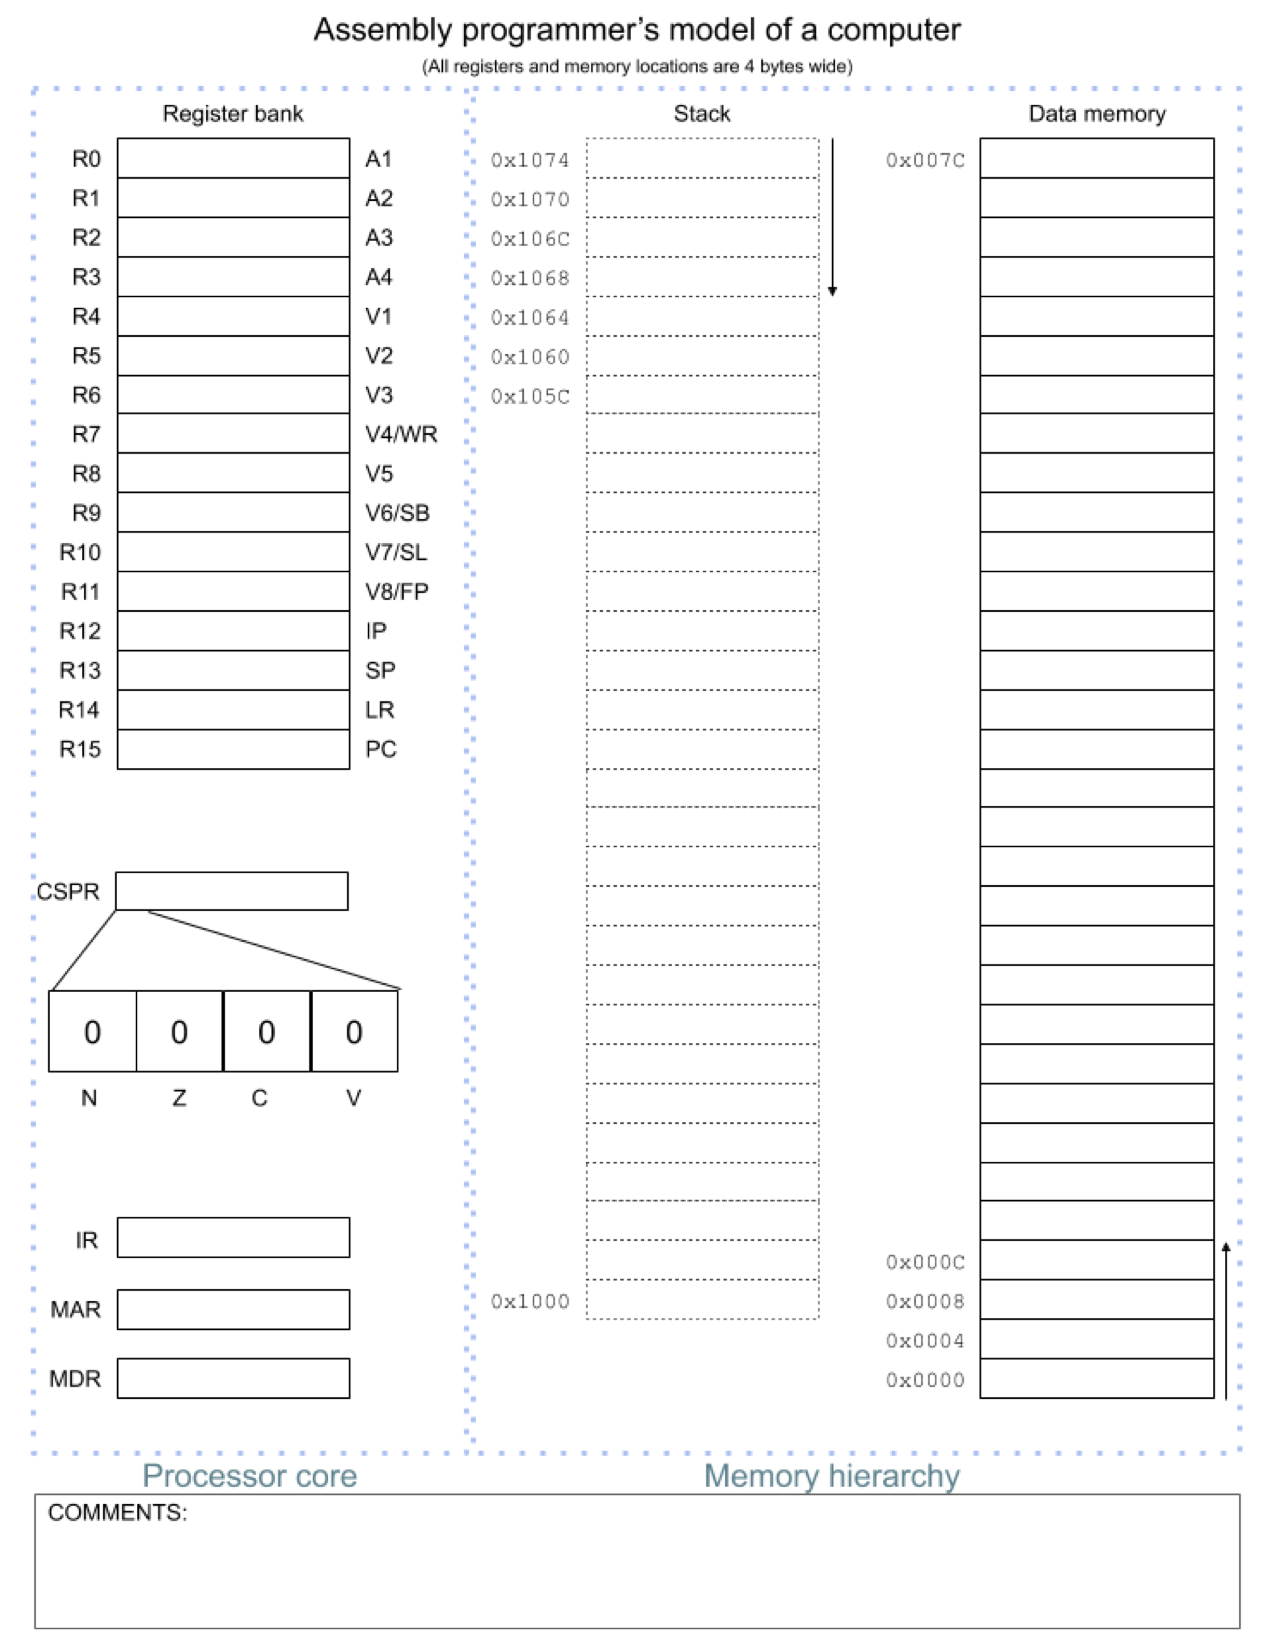 Assembly programmer's model of a computer
(All registers and memory locations are 4 bytes wide)
Register bank
R0 A1
R1 A2
R2 A3
R3 A4
R4 V1
R5 V2
R6 V3
R7 V4/WR
R8 V5
R9 V6/SB
R10 V7/SL
R11 V8/FP
R12 IP
R13 SP
R14 LR
R15 PC
CSPR
0 0 0 0
N Z C V
IR
MAR
MDR
Processor core
Stack
0x1074
0x1070
0x106C
0x1068
0x1064
0x1060
0x105C
0x1000
Data memory
0x007C
0x000C
0x0008
0x0004
0x0000
Memory hierarchy
COMMENTS: